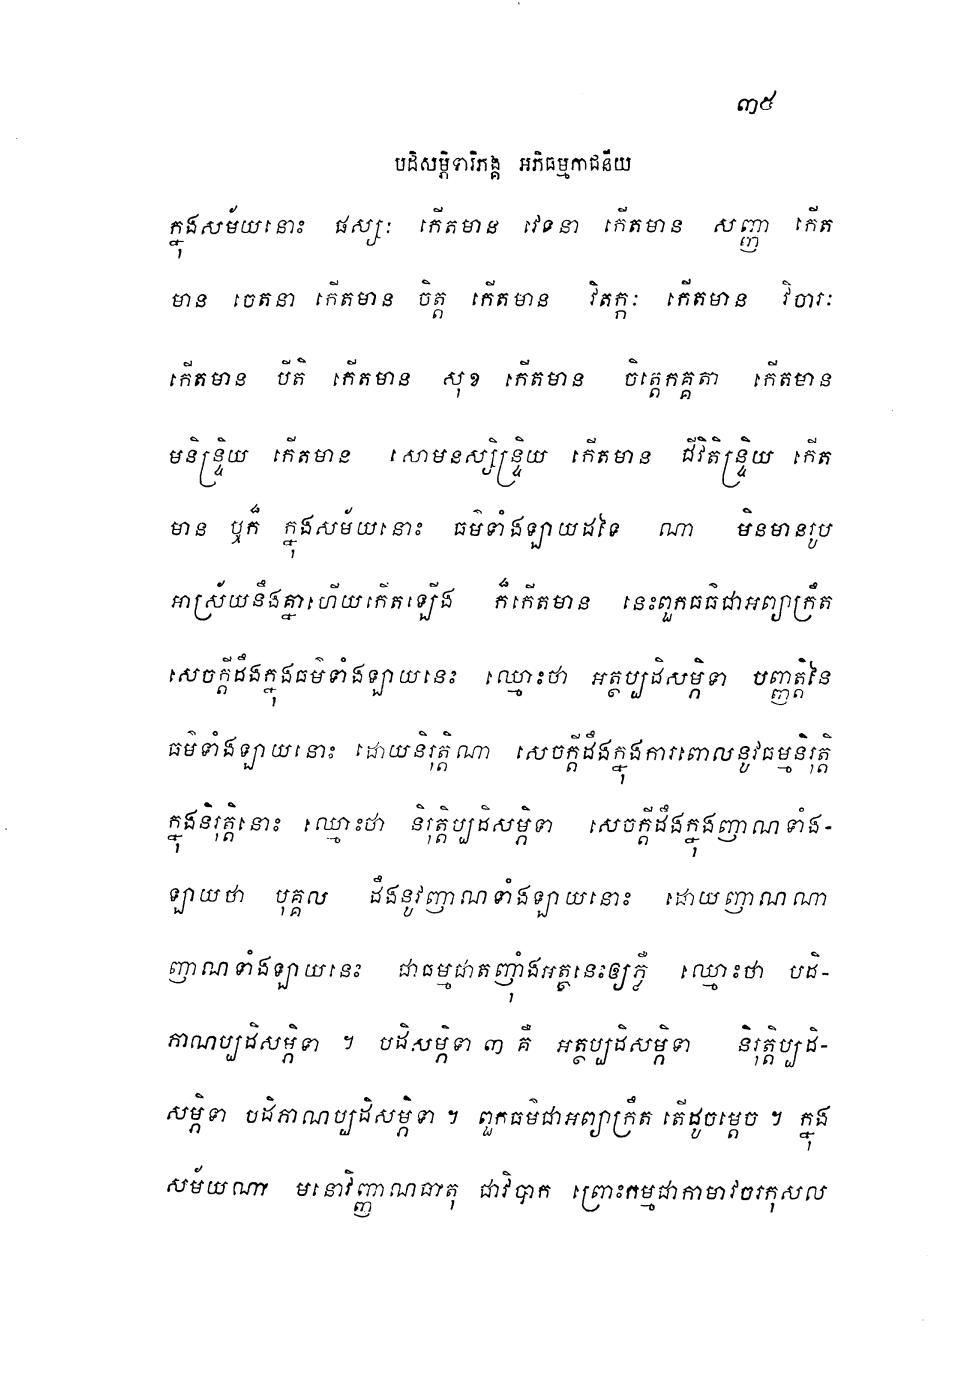 ៣៥
បដិសម្ភិទាវិភង្គ អភិធម្មភាជនីយ
ក្នុងសម័យនោះ ផស្សៈ កើតមាន វេទនា កើតមាន សញ្ញា កើត
មាន ចេតនា កើតមាន ចិត្ត កើតមាន វិតក្កៈ កើតមាន វិចារៈ
កើតមាន បីតិ កើតមាន សុខ កើតមាន ចិត្តេកគ្គតា កើតមាន
មនិន្ទ្រិយ កើតមាន សោមនស្សិន្ទ្រិយ កើតមាន ជីវិតិន្ទ្រិយ កើត
មាន ឬក៏ ក្នុងសម័យនោះ ធម៌ទាំងឡាយដទៃ ណា មិនមានរូប
អាស្រ័យនឹងគ្នាហើយកើតឡើង ក៏កើតមាន នេះពួកធម៌ជាអព្យាក្រឹត
សេចក្តីដឹងក្នុងធម៌ទាំងឡាយនេះ ឈ្មោះថា អត្ថប្បដិសម្ភិទា បញ្ញត្តិនៃ
ធម៌ទាំងឡាយនោះ ដោយនិរុត្តិណា សេចក្តីដឹងក្នុងការពោលនូវធម្មនិរុត្តិ
ក្នុងនិរុត្តិនោះ ឈ្មោះថា និរុត្តិប្បដិសម្ភិទា សេចក្តីដឹងក្នុងញាណទាំង-
ឡាយថា បុគ្គល ដឹងនូវញាណទាំងឡាយនោះ ដោយញាណណា
ញាណទាំងឡាយនេះ ជាធម្មជាតញ៉ាំងអត្ថនេះឲ្យភ្លឺ ឈ្មោះថា បដិ-
ភាណប្បដិសម្ភិទា ។ បដិសម្ភិទា ៣ គឺ អត្ថប្បដិសម្ភិទា និរុត្តិប្បដិ-
សម្ភិទា បដិភាណប្បដិសម្ភិទា ។ ពួកធម៌ជាអព្យាក្រឹត តើដូចម្តេច ។ ក្នុង
សម័យណា មនោវិញ្ញាណធាតុ ជាវិបាក ព្រោះកម្មជាកាមាវចរកុសល